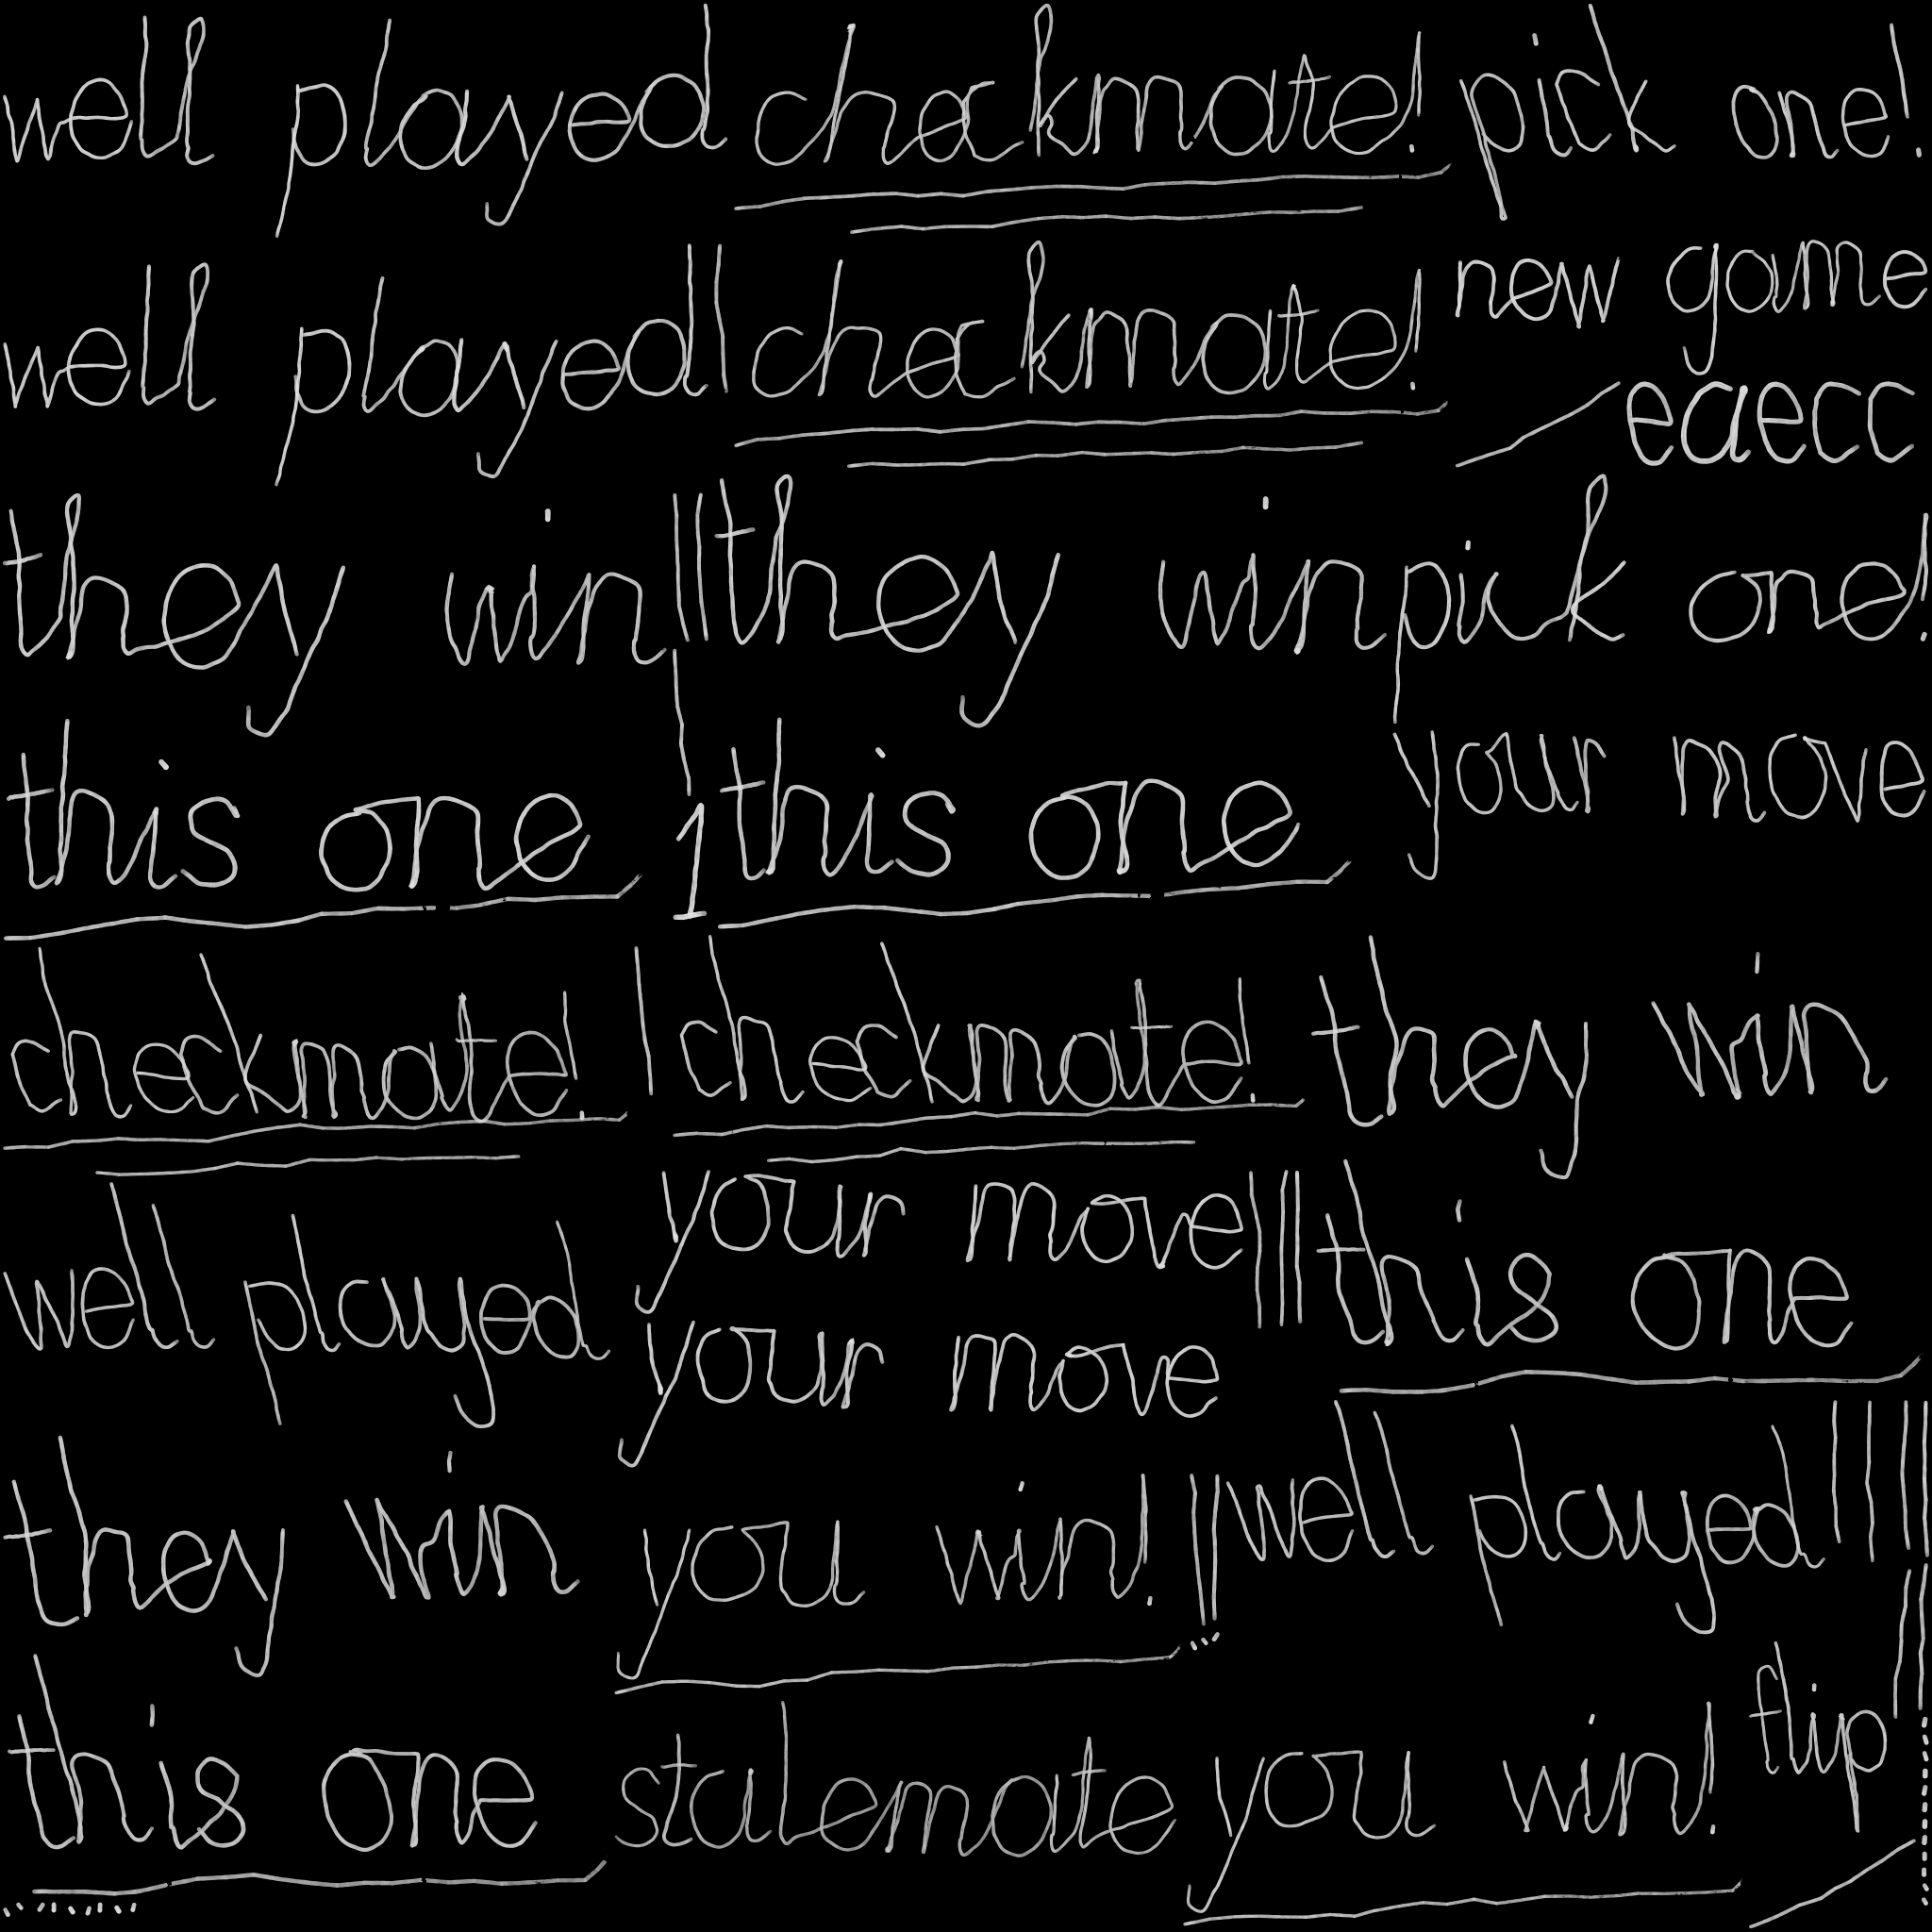 well played checkmate! pick one!
well played checkmate! new game
they win they win pick one!
this one this one your move
checkmate! checkmate! they win
well played your move this one
your move
they win you win! well played
this one stalemate you win! flip